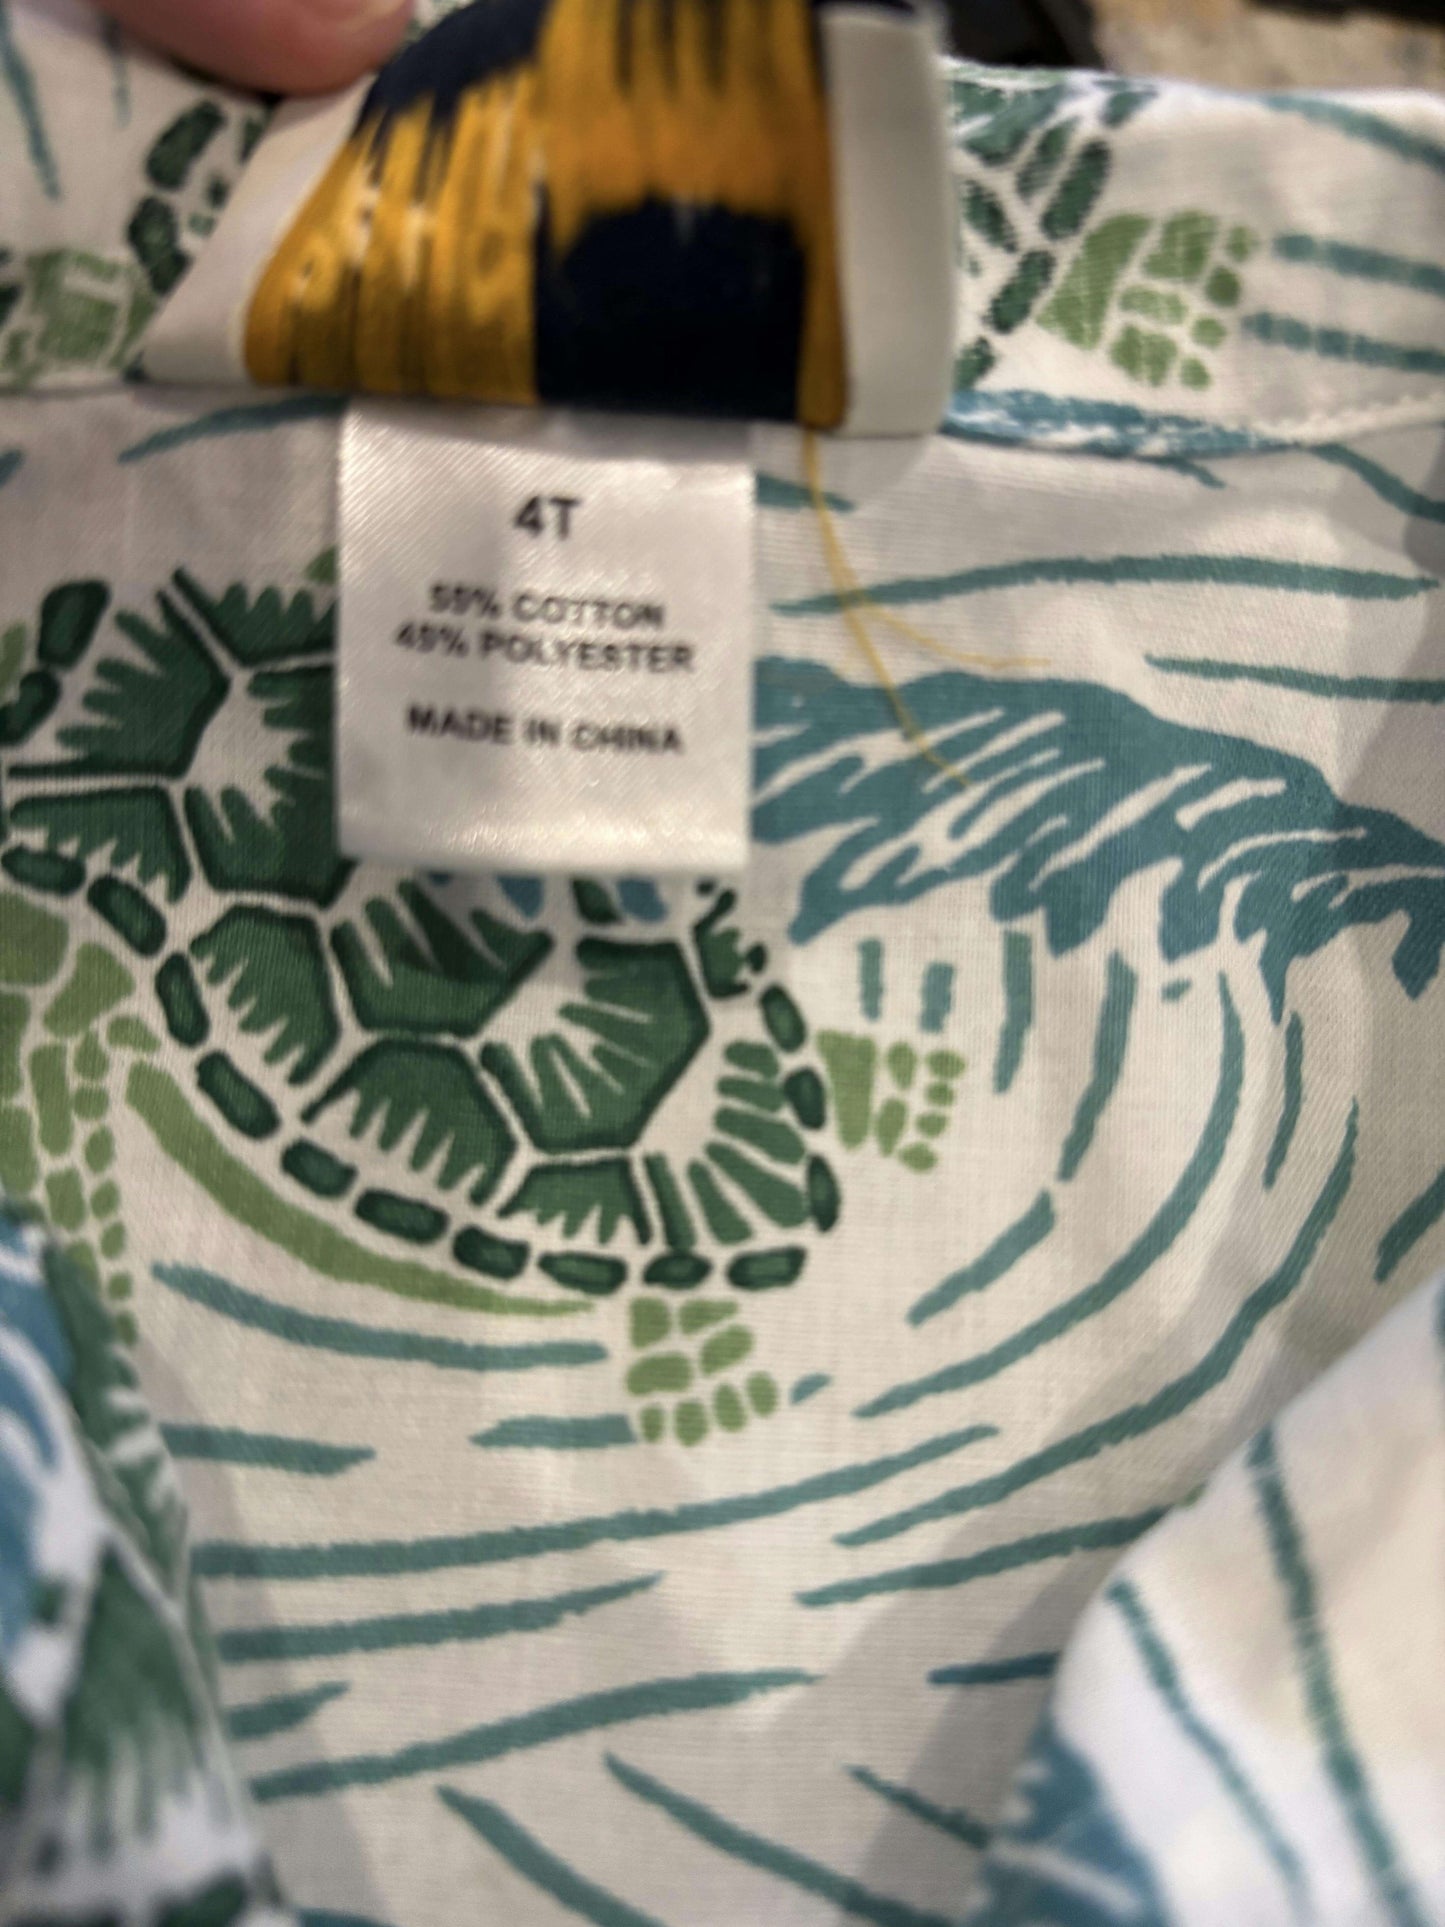 4T
55% COTTON
45% POLYESTER
MADE IN CHINA